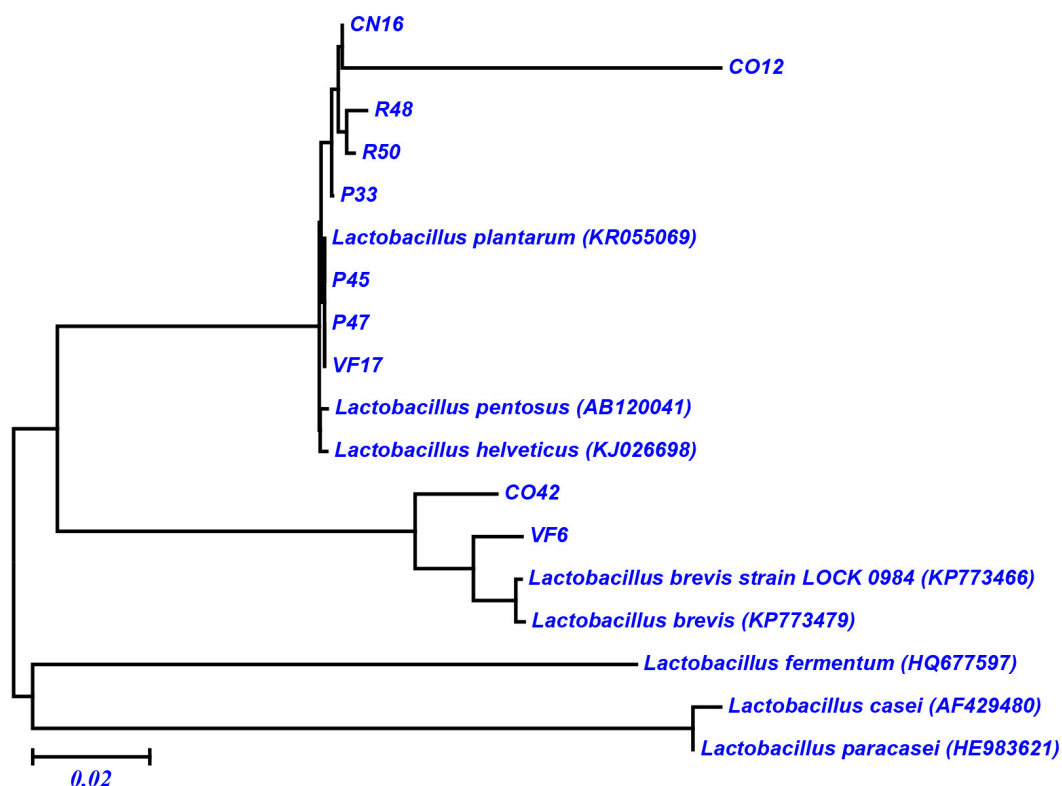 CN16
CO12
R48
R50
P33
Lactobacillus plantarum (KR055069)
P45
P47
VF17
Lactobacillus pentosus (AB120041)
Lactobacillus helveticus (KJ026698)
CO42
VF6
Lactobacillus brevis strain LOCK 0984 (KP773466)
Lactobacillus brevis (KP773479)
Lactobacillus fermentum (HQ677597)
Lactobacillus casei (AF429480)
Lactobacillus paracasei (HE983621)
0,02